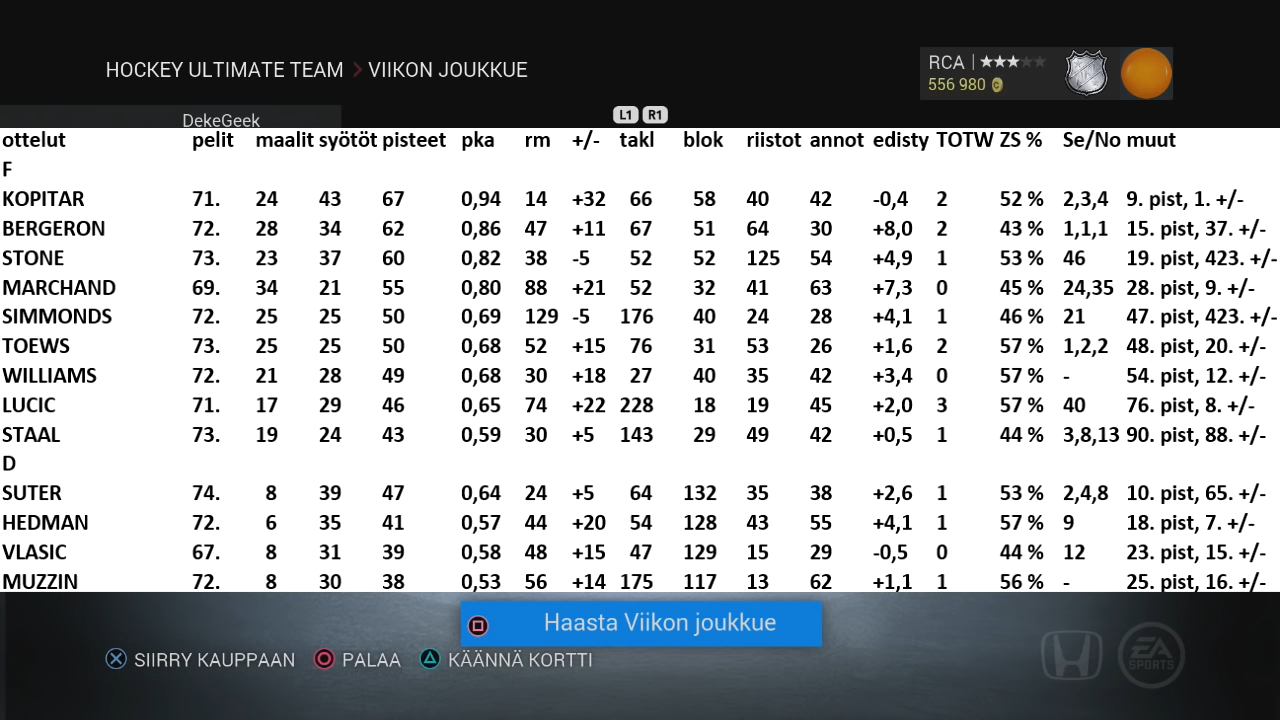 HOCKEY ULTIMATE TEAM > VIIKON JOUKKUE
RCA | ★★★★★
556 980
DekeGeek
L1 R1
ottelut pelit maalit syötöt pisteet pka rm +/- takl blok riistot annot edisty TOTW ZS % Se/No muut
F
KOPITAR 71. 24 43 67 0,94 14 +32 66 58 40 42 -0,4 2 52 % 2,3,4 9. pist, 1. +/-
BERGERON 72. 28 34 62 0,86 47 +11 67 51 64 30 +8,0 2 43 % 1,1,1 15. pist, 37. +/-
STONE 73. 23 37 60 0,82 38 -5 52 52 125 54 +4,9 1 53 % 46 19. pist, 423. +/-
MARCHAND 69. 34 21 55 0,80 88 +21 52 32 41 63 +7,3 0 45 % 24,35 28. pist, 9. +/-
SIMMONDS 72. 25 25 50 0,69 129 -5 176 40 24 28 +4,1 1 46 % 21 47. pist, 423. +/-
TOEWS 73. 25 25 50 0,68 52 +15 76 31 53 26 +1,6 2 57 % 1,2,2 48. pist, 20. +/-
WILLIAMS 72. 21 28 49 0,68 30 +18 27 40 35 42 +3,4 0 57 % - 54. pist, 12. +/-
LUCIC 71. 17 29 46 0,65 74 +22 228 18 19 45 +2,0 3 57 % 40 76. pist, 8. +/-
STAAL 73. 19 24 43 0,59 30 +5 143 29 49 42 +0,5 1 44 % 3,8,13 90. pist, 88. +/-
D
SUTER 74. 8 39 47 0,64 24 +5 64 132 35 38 +2,6 1 53 % 2,4,8 10. pist, 65. +/-
HEDMAN 72. 6 35 41 0,57 44 +20 54 128 43 55 +4,1 1 57 % 9 18. pist, 7. +/-
VLASIC 67. 8 31 39 0,58 48 +15 47 129 15 29 -0,5 0 44 % 12 23. pist, 15. +/-
MUZZIN 72. 8 30 38 0,53 56 +14 175 117 13 62 +1,1 1 56 % - 25. pist, 16. +/-
Haasta Viikon joukkue
SIIRRY KAUPPAAN PALAA KÄÄNNÄ KORTTI
EA SPORTS